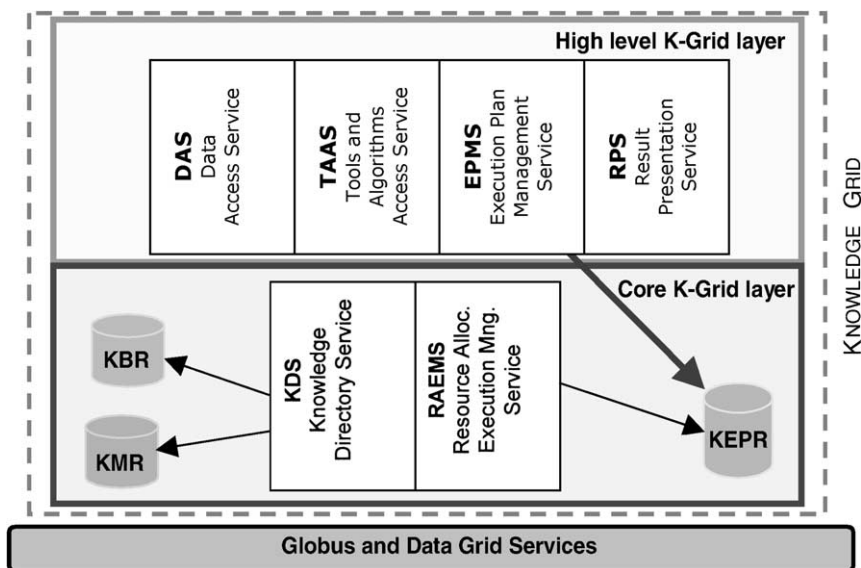 High level K-Grid layer
DAS
Data
Access Service
TAAS
Tools and
Algorithms
Access Service
EPMS
Execution Plan
Management
Service
RPS
Result
Presentation
Service
KNOWLEDGE GRID
Core K-Grid layer
KBR
KMR
KDS
Knowledge
Directory Service
RAEMS
Resource Alloc.
Execution Mng.
Service
KEPR
Globus and Data Grid Services